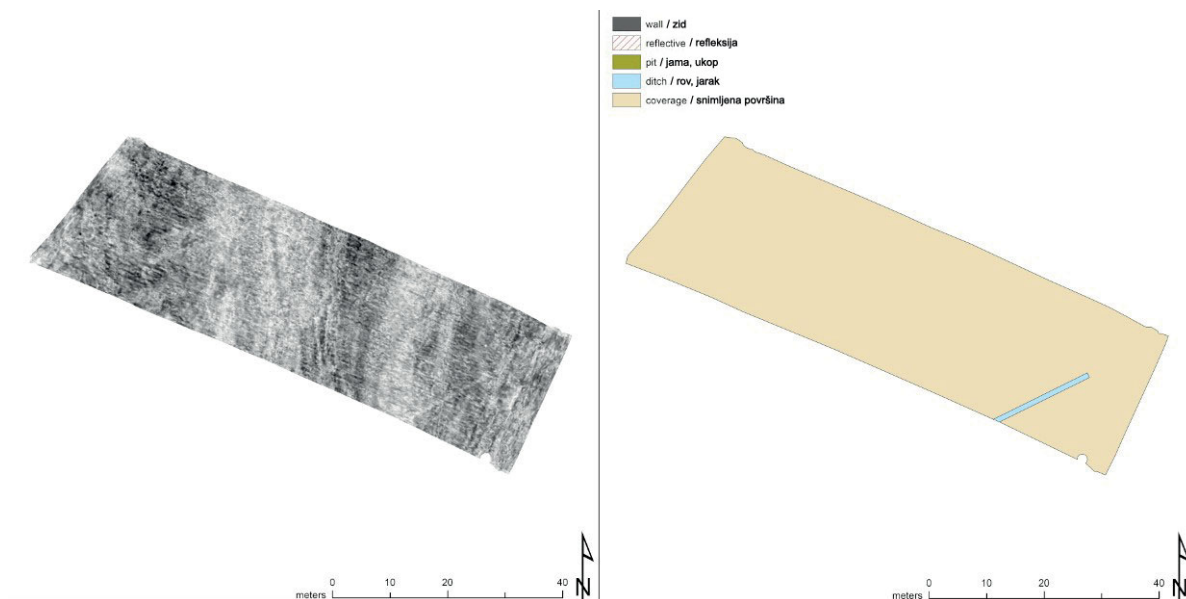 wall / zid
reflective / refleksija
pit / jama, ukop
ditch / rov, jarak
coverage / snimljena površina
N
0 20 40
meters
N
0 10 20 40
meters